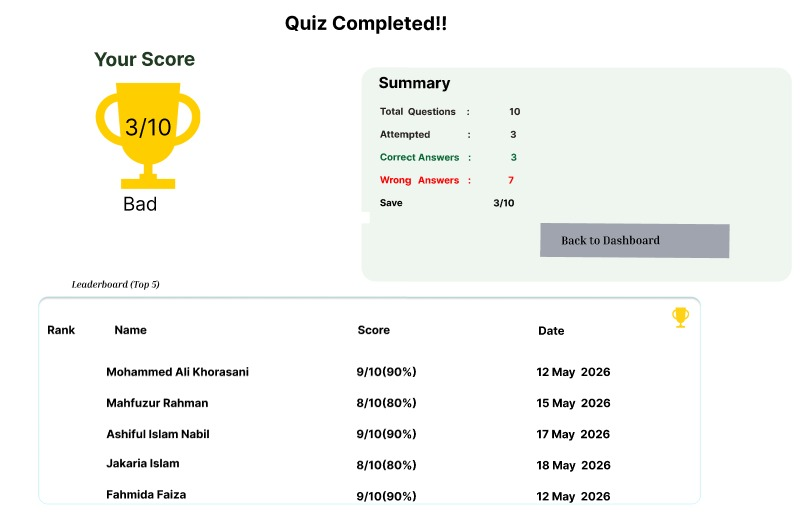 Quiz Completed!!
Your Score
3/10
Bad
Summary
Total Questions : 10
Attempted : 3
Correct Answers : 3
Wrong Answers : 7
Save 3/10
Back to Dashboard
Leaderboard (Top 5)
Rank Name Score Date
Mohammed Ali Khorasani 9/10(90%) 12 May 2026
Mahfuzur Rahman 8/10(80%) 15 May 2026
Ashiful Islam Nabil 9/10(90%) 17 May 2026
Jakaria Islam 8/10(80%) 18 May 2026
Fahmida Faiza 9/10(90%) 12 May 2026